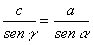 c / sen γ = a / sen α